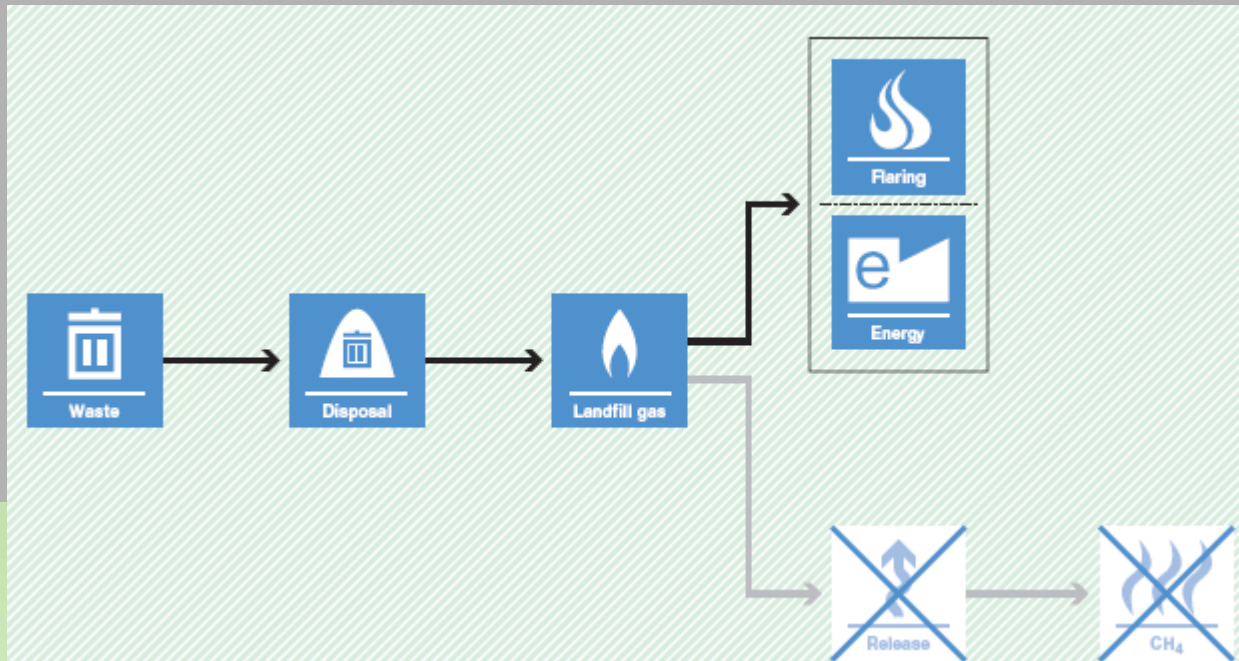 Flaring
e
Energy
Waste
Disposal
Landfill gas
Release
CH₄